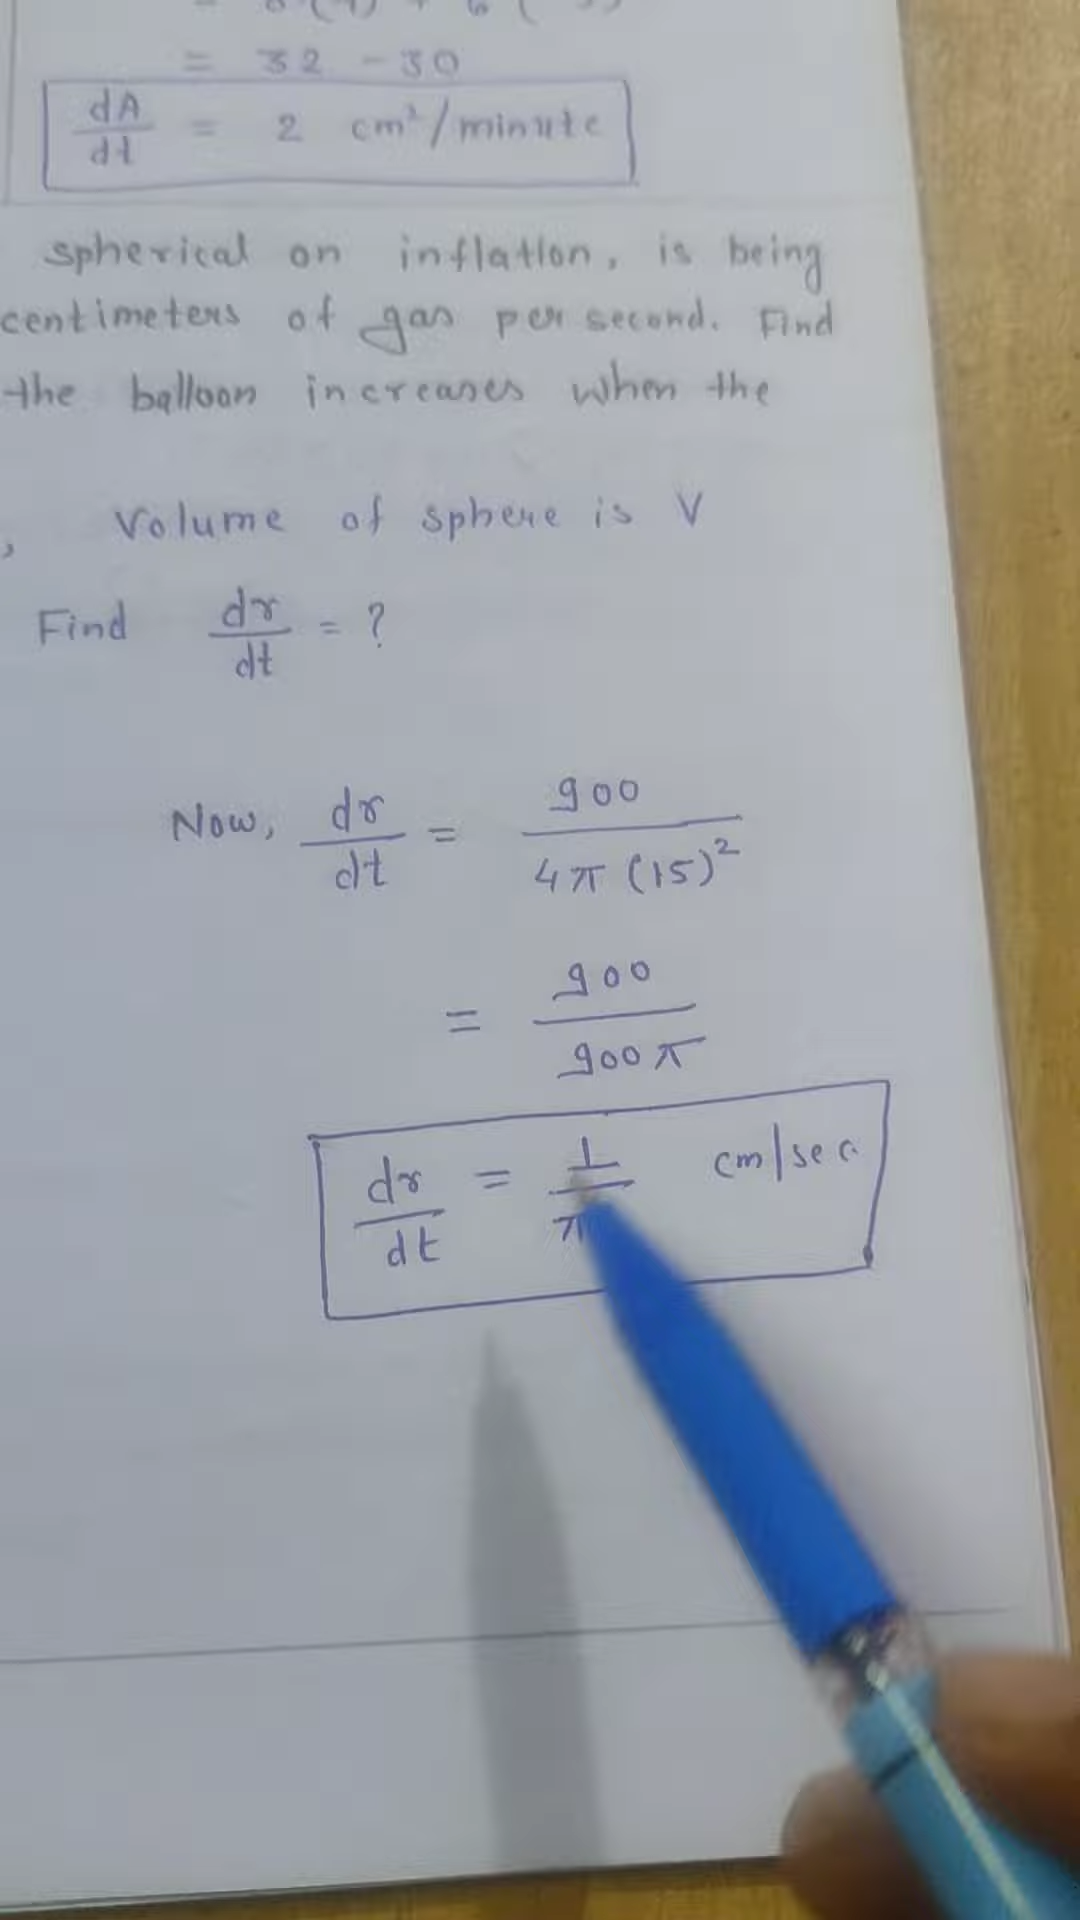 = 32 - 30
dA/dt = 2 cm²/minute
spherical on inflation, is being
centimeters of gas per second. Find
the balloon increases when the
, Volume of sphere is V
Find dr/dt = ?
Now, dr/dt = 900/4π(15)²
= 900/900π
dr/dt = 1/π cm/sec